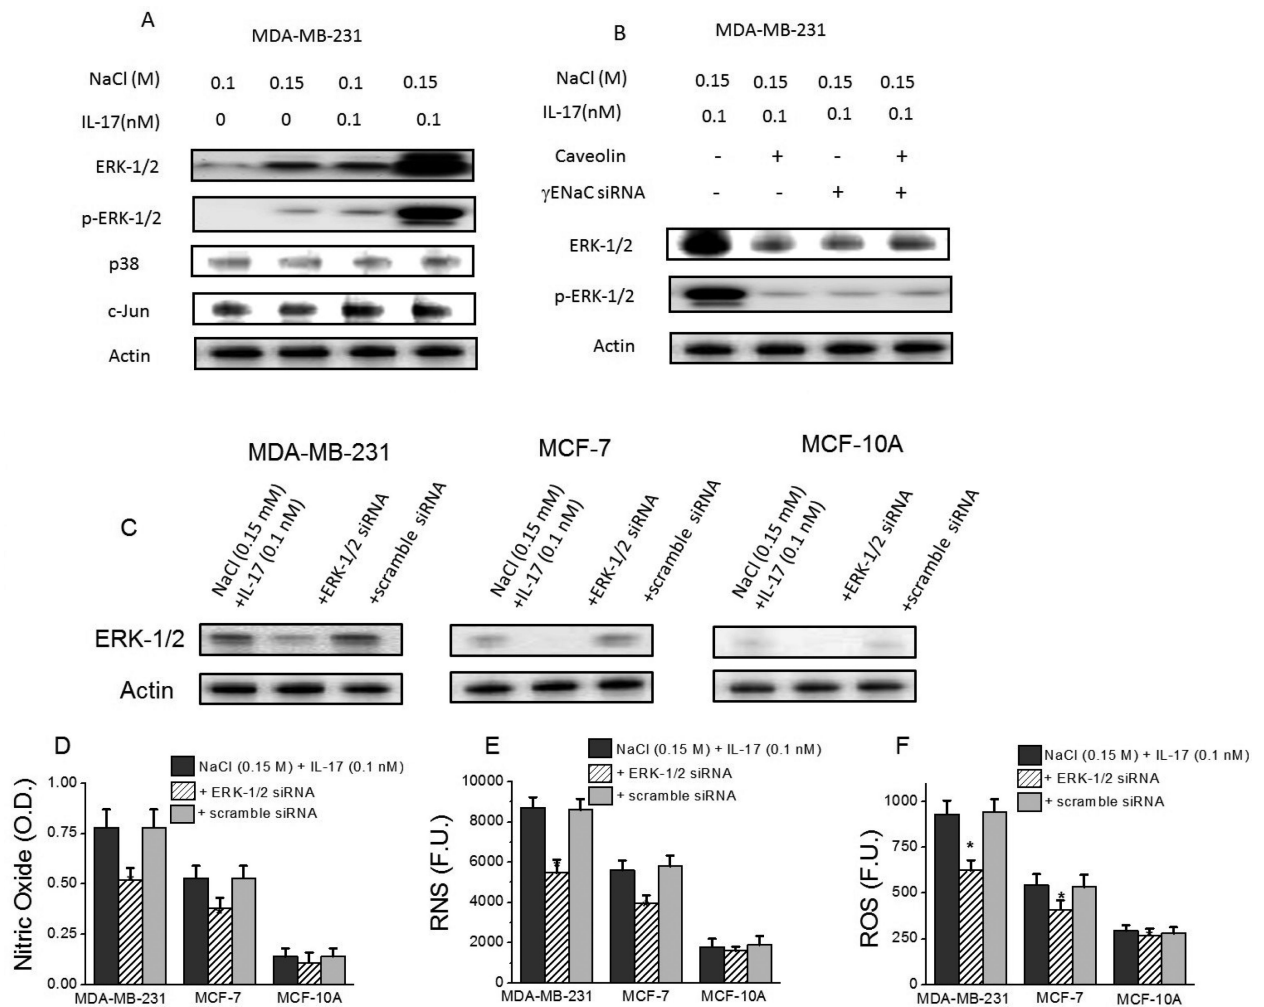 A
MDA-MB-231
NaCl (M) 0.1 0.15 0.1 0.15
IL-17(nM) 0 0 0.1 0.1
ERK-1/2
p-ERK-1/2
p38
c-Jun
Actin
B
MDA-MB-231
NaCl (M) 0.15 0.15 0.15 0.15
IL-17(nM) 0.1 0.1 0.1 0.1
Caveolin - + - +
γENaC siRNA - - + +
ERK-1/2
p-ERK-1/2
Actin
C
MDA-MB-231
NaCl (0.15 mM)
+IL-17 (0.1 nM)
+ERK-1/2 siRNA
+scramble siRNA
MCF-7
NaCl (0.15 mM)
+IL-17 (0.1 nM)
+ERK-1/2 siRNA
+scramble siRNA
MCF-10A
NaCl (0.15 mM)
+IL-17 (0.1 nM)
+ERK-1/2 siRNA
+scramble siRNA
ERK-1/2
Actin
D
NaCl (0.15 M) + IL-17 (0.1 nM)
+ ERK-1/2 siRNA
+ scramble siRNA
Nitric Oxide (O.D.)
1.00
0.75
0.50
0.25
0.00
* *
MDA-MB-231 MCF-7 MCF-10A
E
NaCl (0.15 M) + IL-17 (0.1 nM)
+ ERK-1/2 siRNA
+ scramble siRNA
RNS (F.U.)
10000
8000
6000
4000
2000
0
* *
MDA-MB-231 MCF-7 MCF-10A
F
NaCl (0.15 M) + IL-17 (0.1 nM)
+ ERK-1/2 siRNA
+ scramble siRNA
ROS (F.U.)
1000
750
500
250
0
* * *
MDA-MB-231 MCF-7 MCF-10A